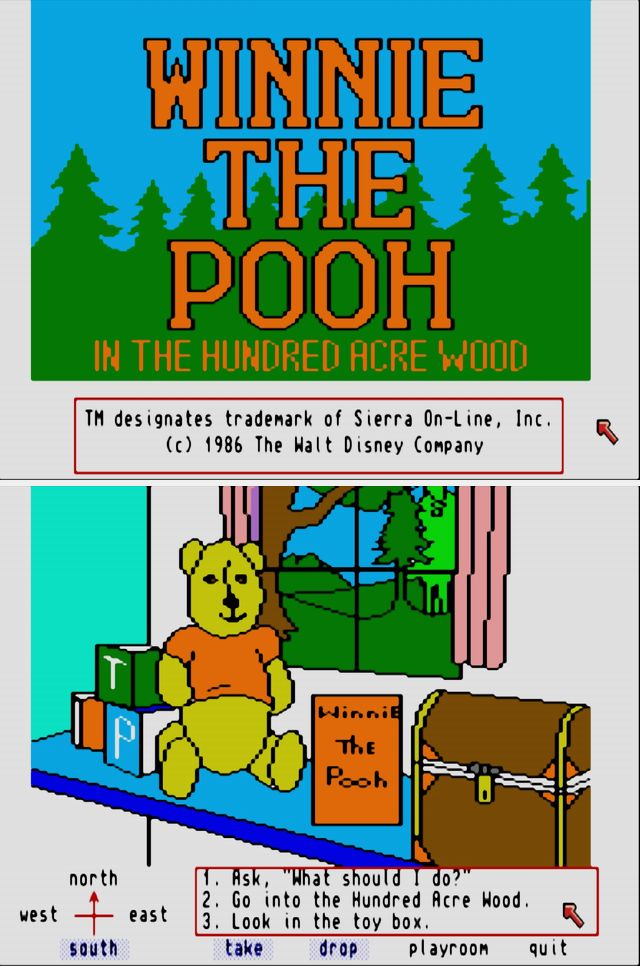 WINNIE
THE
POOH
IN THE HUNDRED ACRE WOOD
TM designates trademark of Sierra On-Line, Inc.
(c) 1986 The Walt Disney Company
T
P
WinniE
The
Pooh
north
west east
south
1. Ask, "What should I do?"
2. Go into the Hundred Acre Wood.
3. Look in the toy box.
take drop playroom quit